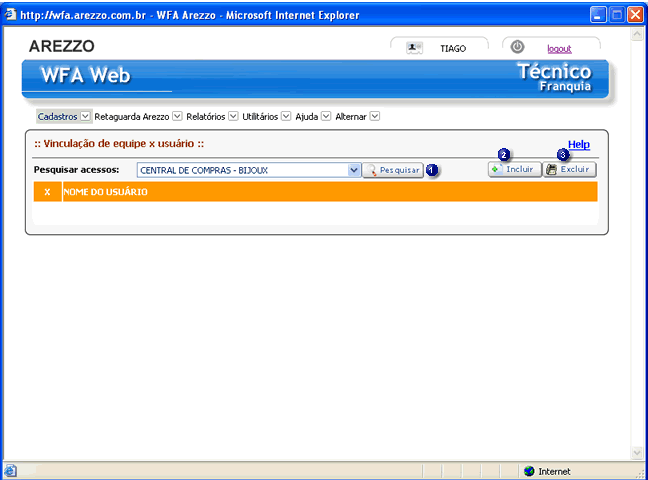 http://wfa.arezzo.com.br - WFA Arezzo - Microsoft Internet Explorer
AREZZO
TIAGO
logout
WFA Web
Técnico
Franquia
Cadastros Retaguarda Arezzo Relatórios Utilitários Ajuda Alternar
:: Vinculação de equipe x usuário ::
Help
Pesquisar acessos: CENTRAL DE COMPRAS - BIJOUX Pesquisar 1 2 Incluir 3 Excluir
X NOME DO USUÁRIO
Internet